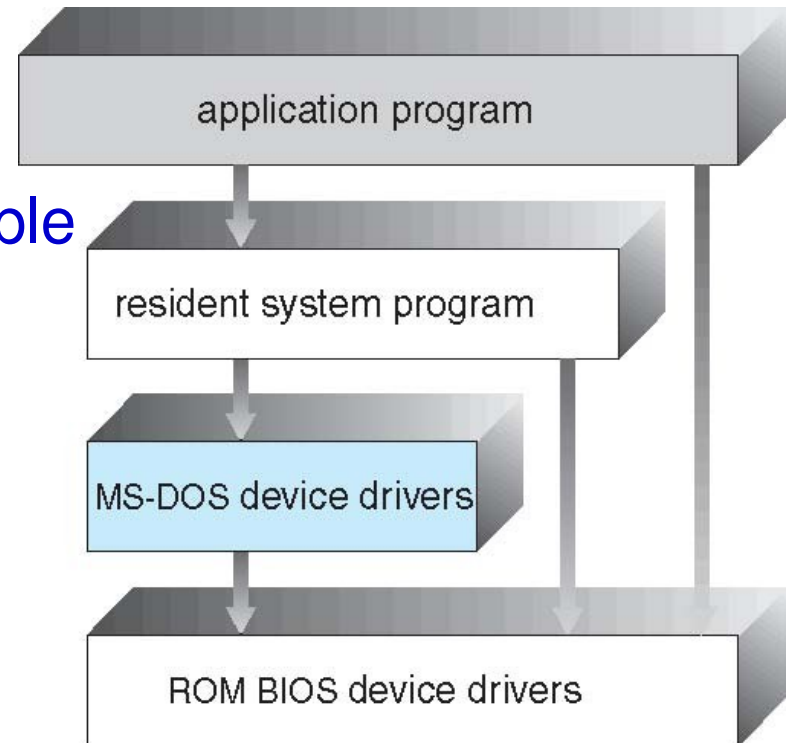 application program
ple
resident system program
MS-DOS device drivers
ROM BIOS device drivers